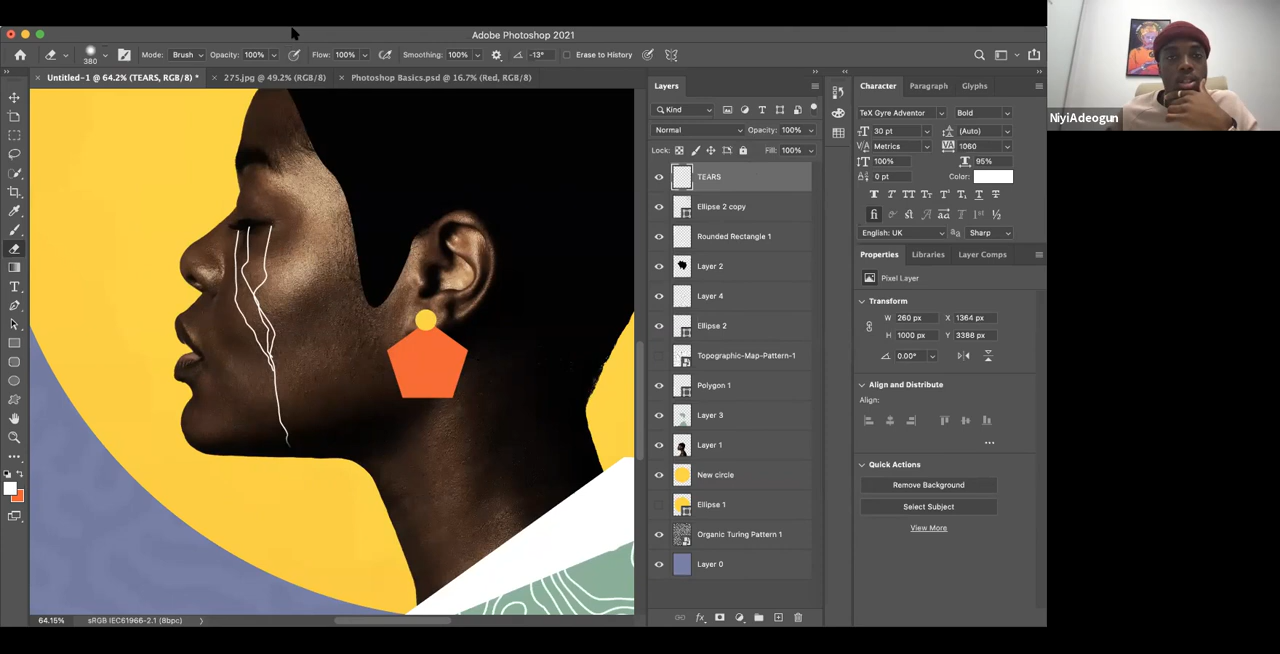 Adobe Photoshop 2021
380
Mode: Brush
Opacity: 100%
Flow: 100%
Smoothing: 100%
-13°
Erase to History
Untitled-1 @ 64.2% (TEARS, RGB/8) *
275.jpg @ 49.2% (RGB/8)
Photoshop Basics.psd @ 16.7% (Red, RGB/8)
Layers
Kind
Normal
Opacity: 100%
Lock:
Fill: 100%
TEARS
Ellipse 2 copy
Rounded Rectangle 1
Layer 2
Layer 4
Ellipse 2
Topographic-Map-Pattern-1
Polygon 1
Layer 3
Layer 1
New circle
Ellipse 1
Organic Turing Pattern 1
Layer 0
Character
Paragraph
Glyphs
TeX Gyre Adventor
Bold
30 pt
(Auto)
Metrics
1060
100%
95%
0 pt
Color:
English: UK
Sharp
Properties
Libraries
Layer Comps
Pixel Layer
Transform
W 260 px
X 1364 px
H 1000 px
Y 3388 px
0.00°
Align and Distribute
Align:
Quick Actions
Remove Background
Select Subject
View More
64.15%
sRGB IEC61966-2.1 (8bpc)
NiyiAdeogun